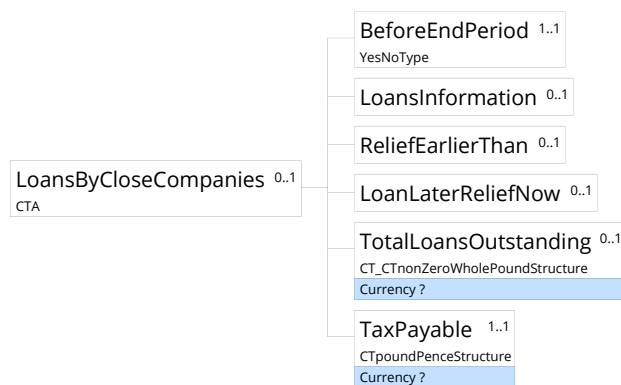 BeforeEndPeriod 1..1
YesNoType
LoansInformation 0..1
ReliefEarlierThan 0..1
LoansByCloseCompanies 0..1
CTA
LoanLaterReliefNow 0..1
TotalLoansOutstanding 0..1
CT_CTnonZeroWholePoundStructure
Currency ?
TaxPayable 1..1
CTpoundPenceStructure
Currency ?